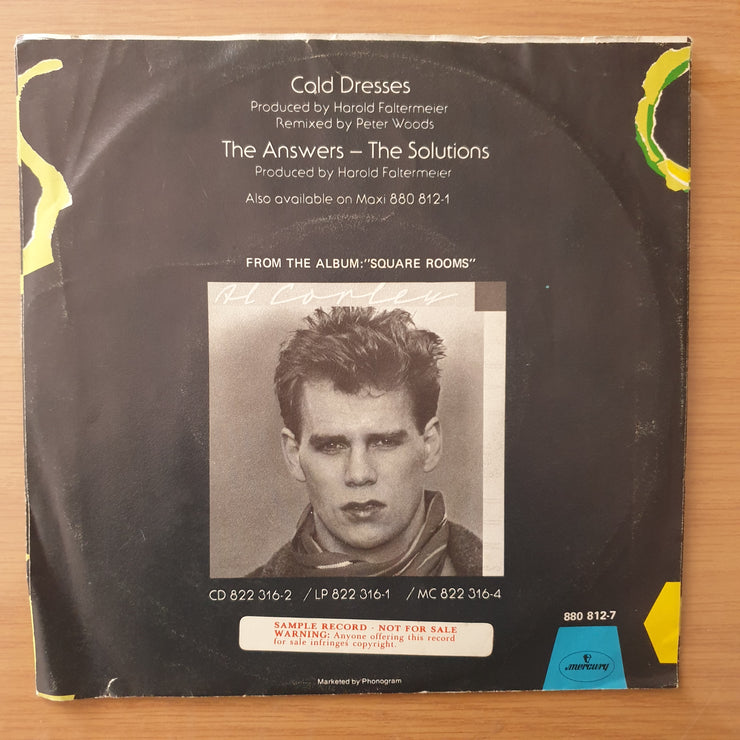 Cold Dresses
Produced by Harold Faltermeier
Remixed by Peter Woods
The Answers – The Solutions
Produced by Harold Faltermeier
Also available on Maxi 880 812-1
FROM THE ALBUM: "SQUARE ROOMS"
Al Corley
CD 822 316-2 / LP 822 316-1 / MC 822 316-4
880 812-7
SAMPLE RECORD - NOT FOR SALE
WARNING: Anyone offering this record
for sale infringes copyright.
mercury
Marketed by Phonogram